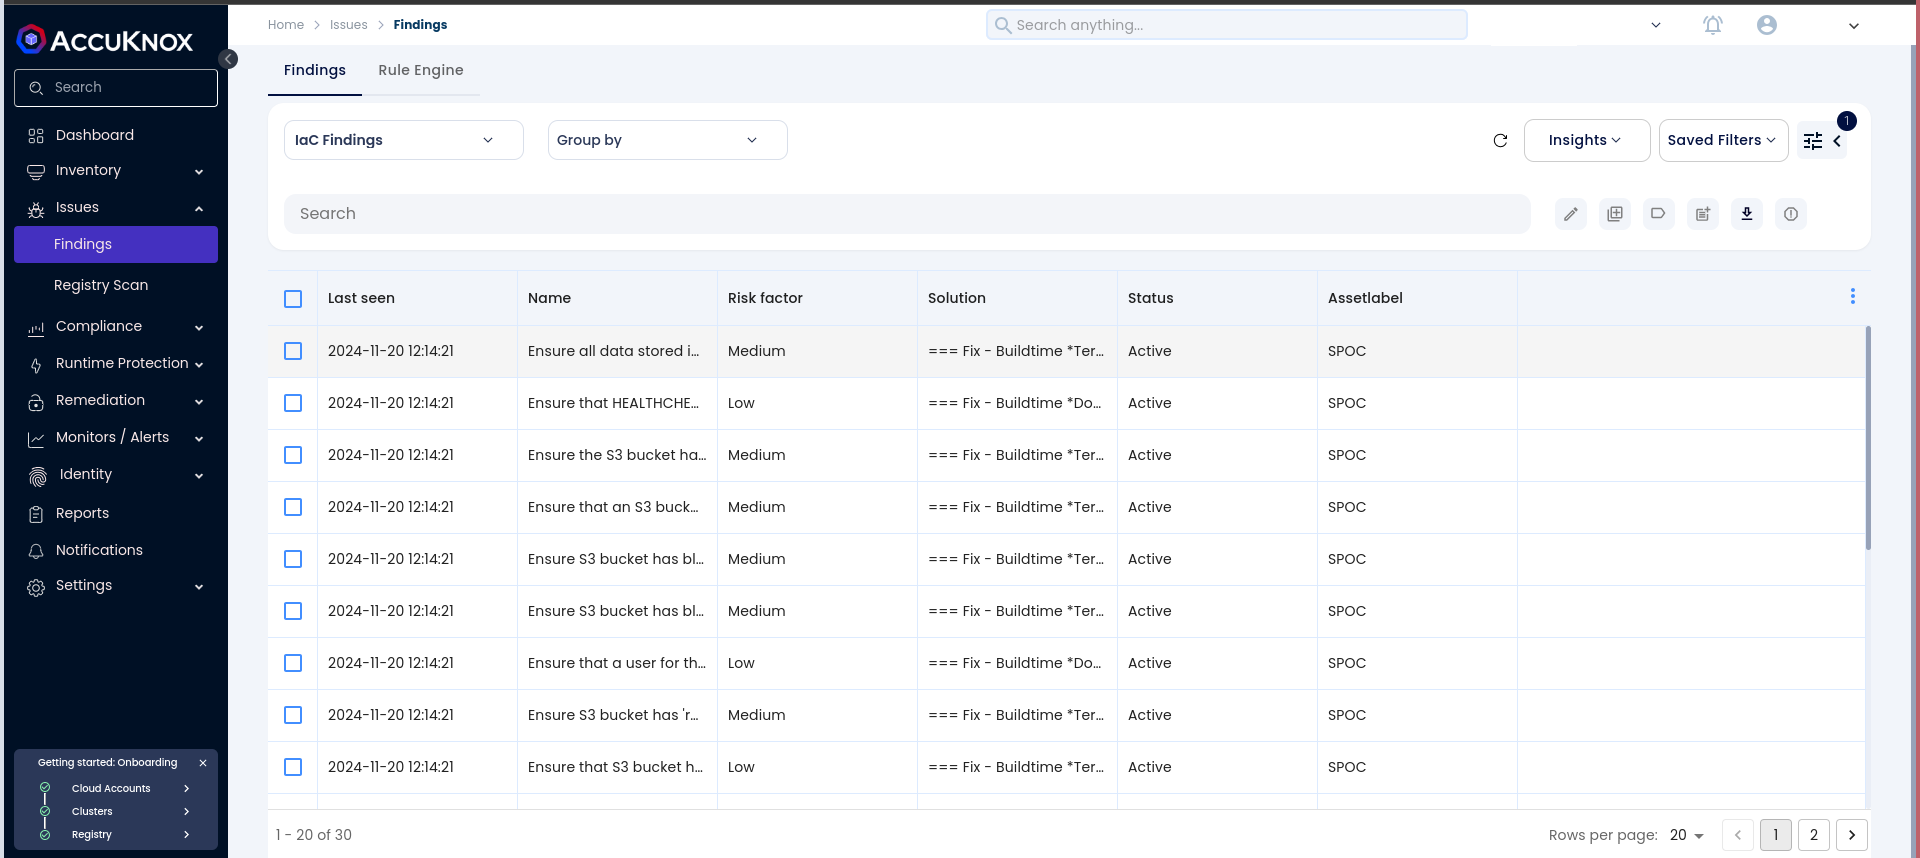 ACCUKNOX
Search
Dashboard
Inventory
Issues
Findings
Registry Scan
Compliance
Runtime Protection
Remediation
Monitors / Alerts
Identity
Reports
Notifications
Settings
Getting started: Onboarding
Cloud Accounts
Clusters
Registry
Home > Issues > Findings
Search anything...
Findings Rule Engine
IaC Findings Group by Insights Saved Filters 1
Search
Last seen Name Risk factor Solution Status Assetlabel
2024-11-20 12:14:21 Ensure all data stored i... Medium === Fix - Buildtime *Ter... Active SPOC
2024-11-20 12:14:21 Ensure that HEALTHCHE... Low === Fix - Buildtime *Do... Active SPOC
2024-11-20 12:14:21 Ensure the S3 bucket ha... Medium === Fix - Buildtime *Ter... Active SPOC
2024-11-20 12:14:21 Ensure that an S3 buck... Medium === Fix - Buildtime *Ter... Active SPOC
2024-11-20 12:14:21 Ensure S3 bucket has bl... Medium === Fix - Buildtime *Ter... Active SPOC
2024-11-20 12:14:21 Ensure S3 bucket has bl... Medium === Fix - Buildtime *Ter... Active SPOC
2024-11-20 12:14:21 Ensure that a user for th... Low === Fix - Buildtime *Do... Active SPOC
2024-11-20 12:14:21 Ensure S3 bucket has 'r... Medium === Fix - Buildtime *Ter... Active SPOC
2024-11-20 12:14:21 Ensure that S3 bucket h... Low === Fix - Buildtime *Ter... Active SPOC
1 - 20 of 30 Rows per page: 20 1 2